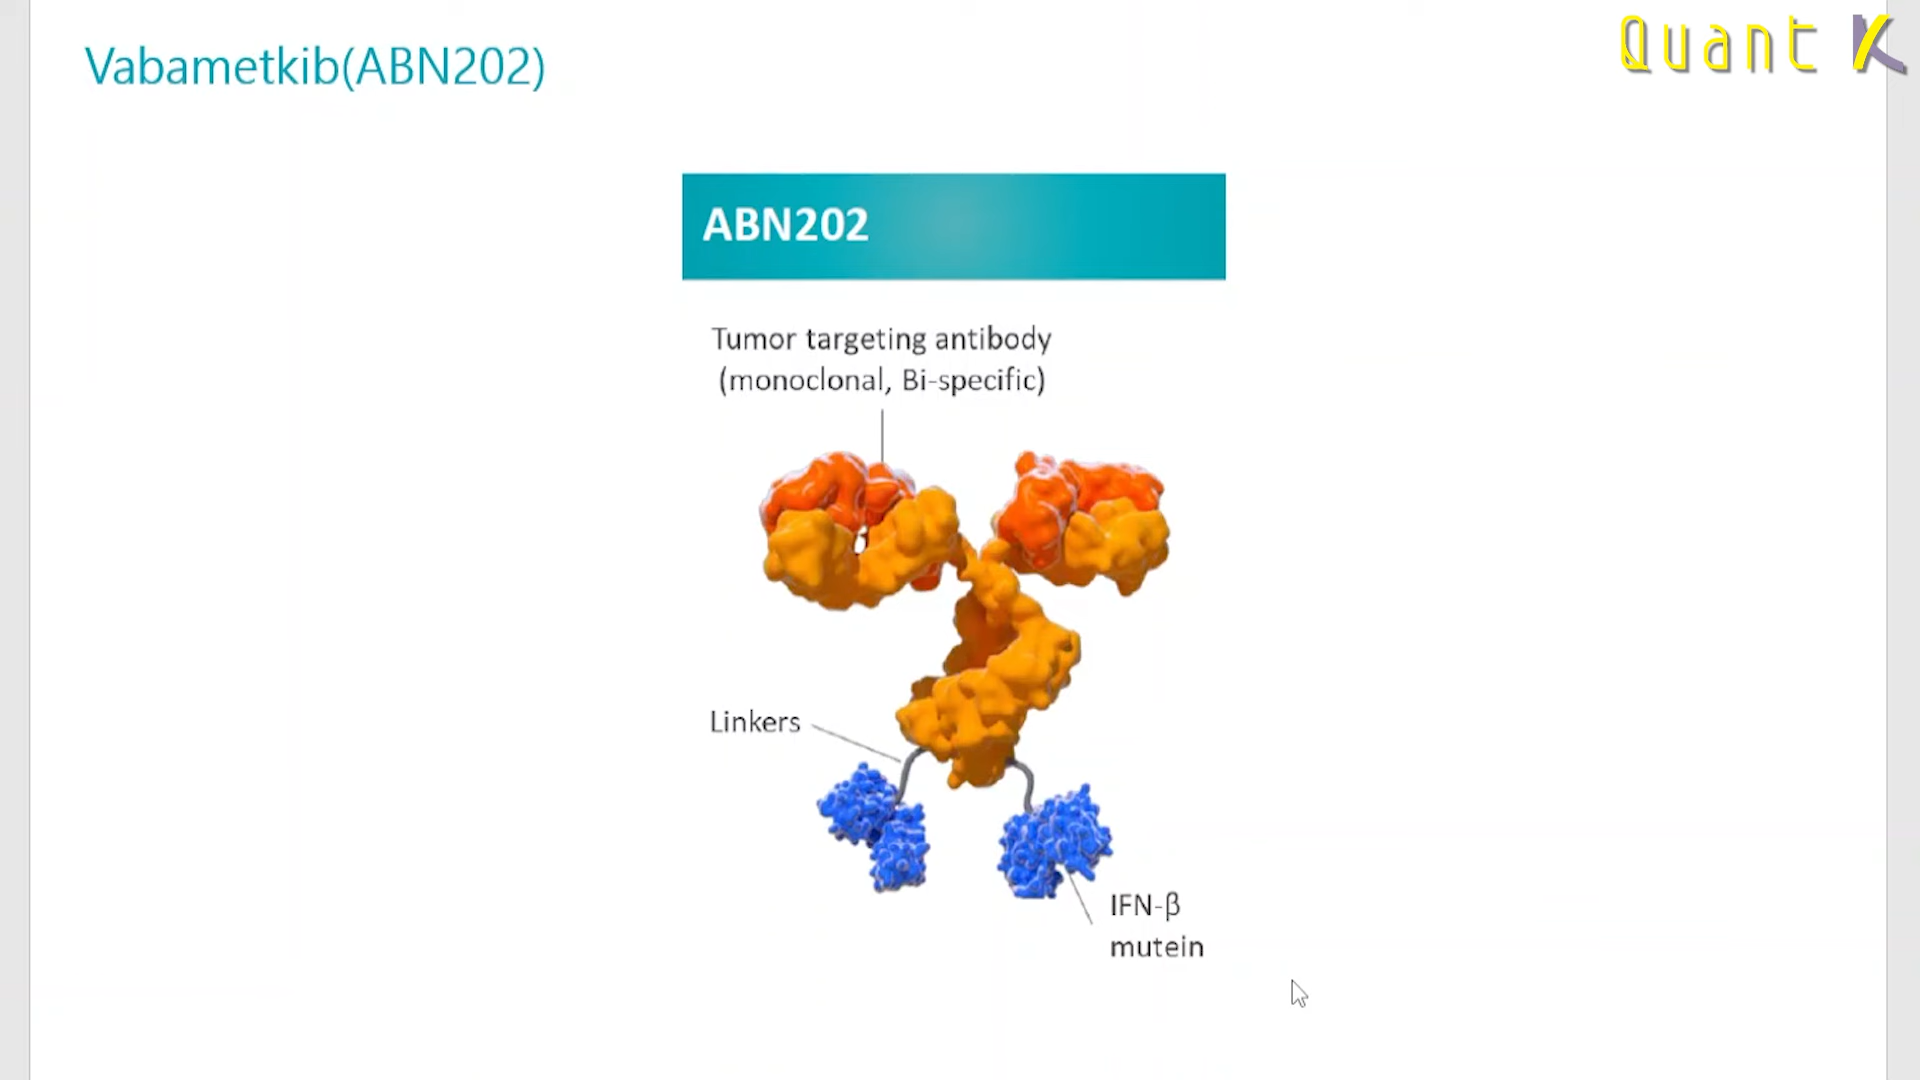 Vabametkib(ABN202)
Quant K
ABN202
Tumor targeting antibody
(monoclonal, Bi-specific)
Linkers
IFN-β
mutein